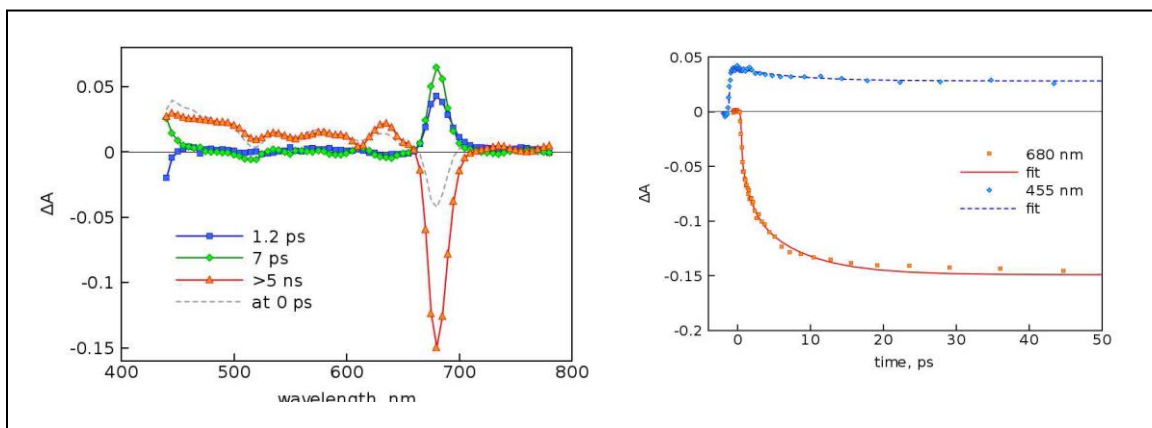 0.05
0
-0.05
-0.1
-0.15
ΔA
1.2 ps
7 ps
>5 ns
at 0 ps
400 500 600 700 800
wavelength, nm
0.05
0
-0.05
-0.1
-0.15
-0.2
ΔA
680 nm
fit
455 nm
fit
0 10 20 30 40 50
time, ps